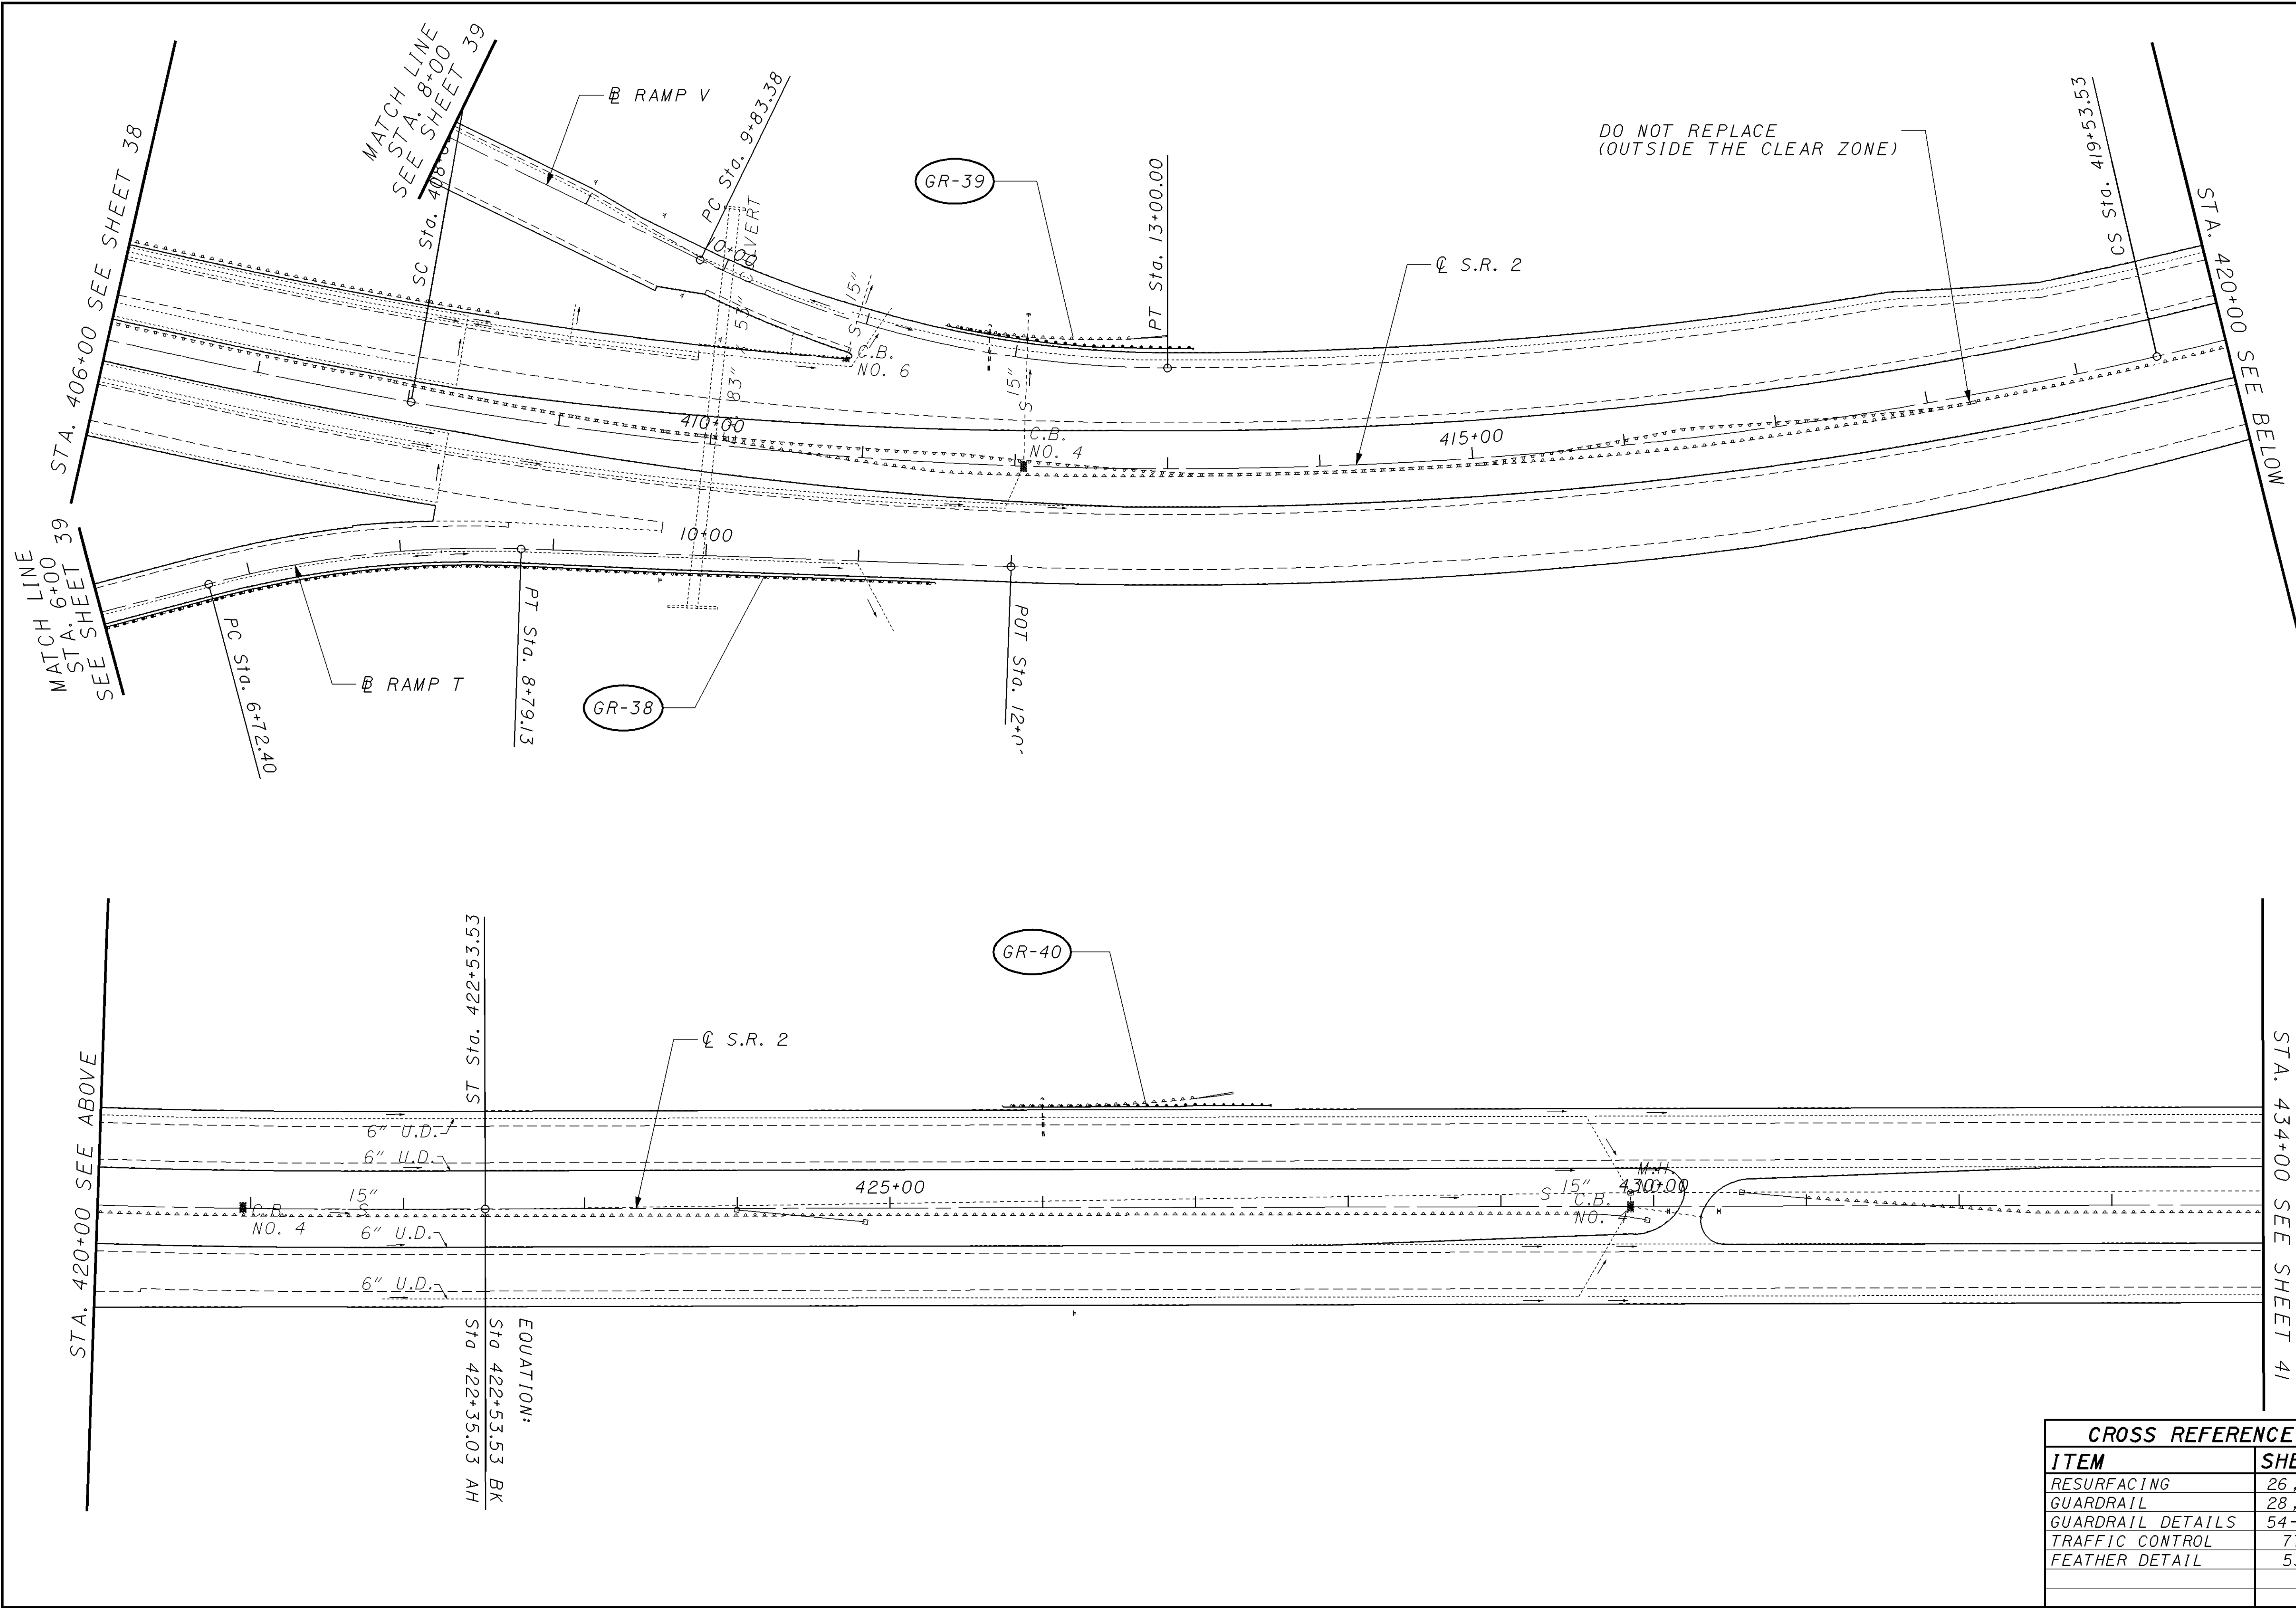 MATCH LINE
STA. 8+00
SEE SHEET 39
STA. 406+00 SEE SHEET 38
℄ RAMP V
PC Sta. 9+83.38
SC Sta.
CULVERT
10+00
GR-39
PT Sta. 13+00.00
DO NOT REPLACE
(OUTSIDE THE CLEAR ZONE)
CS Sta. 419+53.53
STA. 420+00 SEE BELOW
℄ S.R. 2
15"
S
C.B.
NO. 6
83" x 53"
15"
S
C.B.
NO. 4
410+00
415+00
10+00
MATCH LINE
STA. 6+00
SEE SHEET 39
PC Sta. 6+72.40
℄ RAMP T
PT Sta. 8+79.13
GR-38
POT Sta.
STA. 420+00 SEE ABOVE
ST Sta. 422+53.53
℄ S.R. 2
GR-40
6" U.D.
6" U.D.
15"
S
C.B.
NO. 4
6" U.D.
6" U.D.
425+00
M.H.
430+00
15"
S
C.B.
NO. 4
EQUATION:
Sta 422+53.53 BK
Sta 422+35.03 AH
STA. 434+00 SEE SHEET 41
CROSS REFERENCE
ITEM
RESURFACING 26,
GUARDRAIL 28,
GUARDRAIL DETAILS 54-
TRAFFIC CONTROL
FEATHER DETAIL